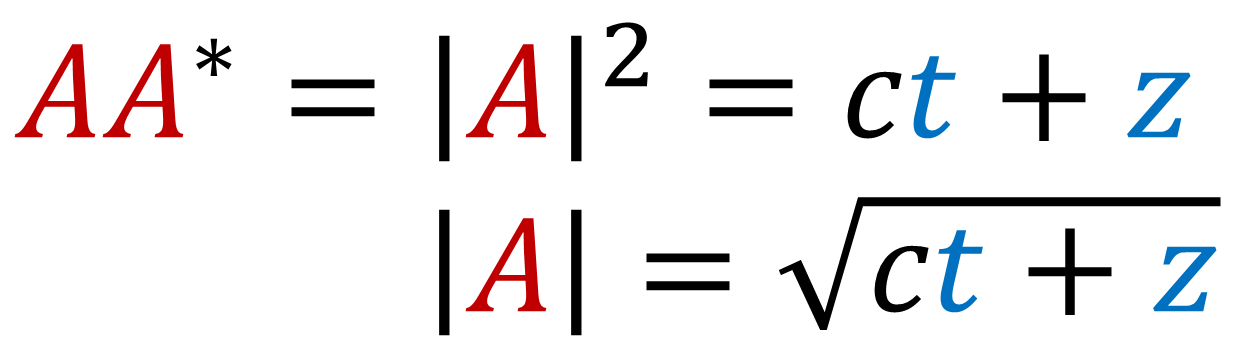 AA* = |A|² = ct + z
|A| = √(ct + z)